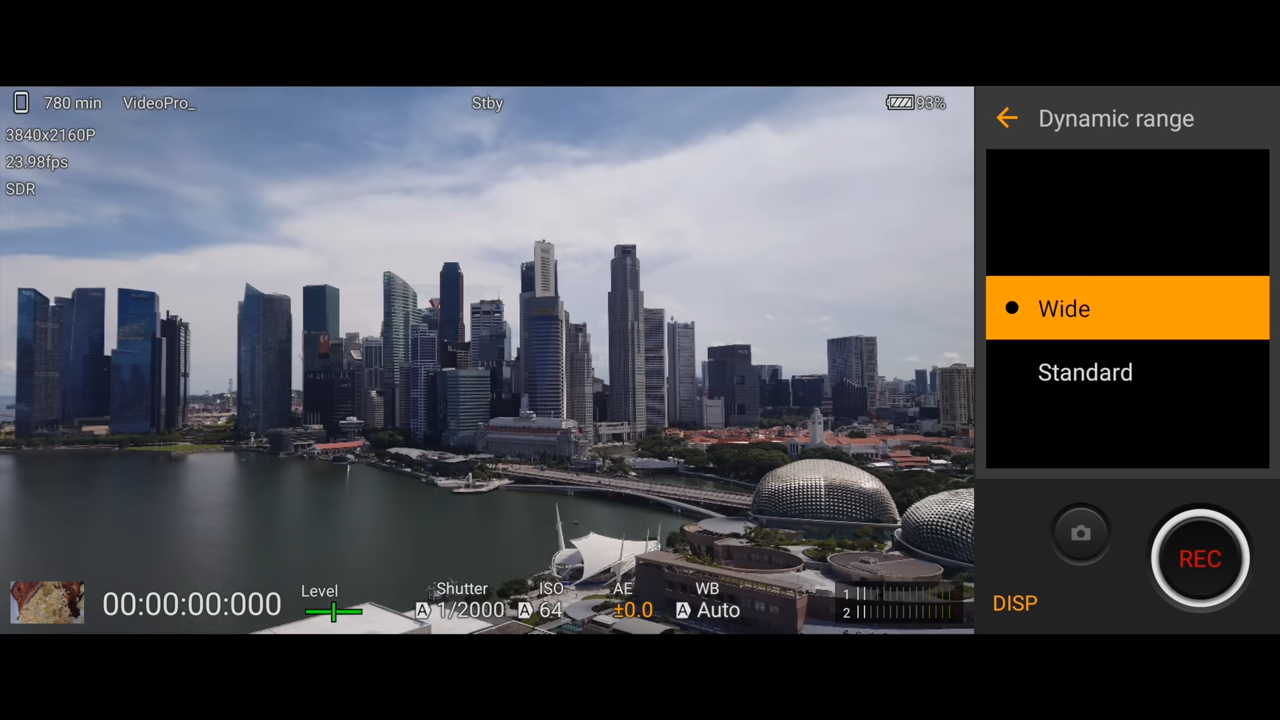 780 min VideoPro_ Stby 93%
3840x2160P
23.98fps
SDR
Dynamic range
Wide
Standard
REC
DISP
00:00:00:000
Level
Shutter ISO AE WB
A 1/2000 A 64 ±0.0 A Auto
1
2